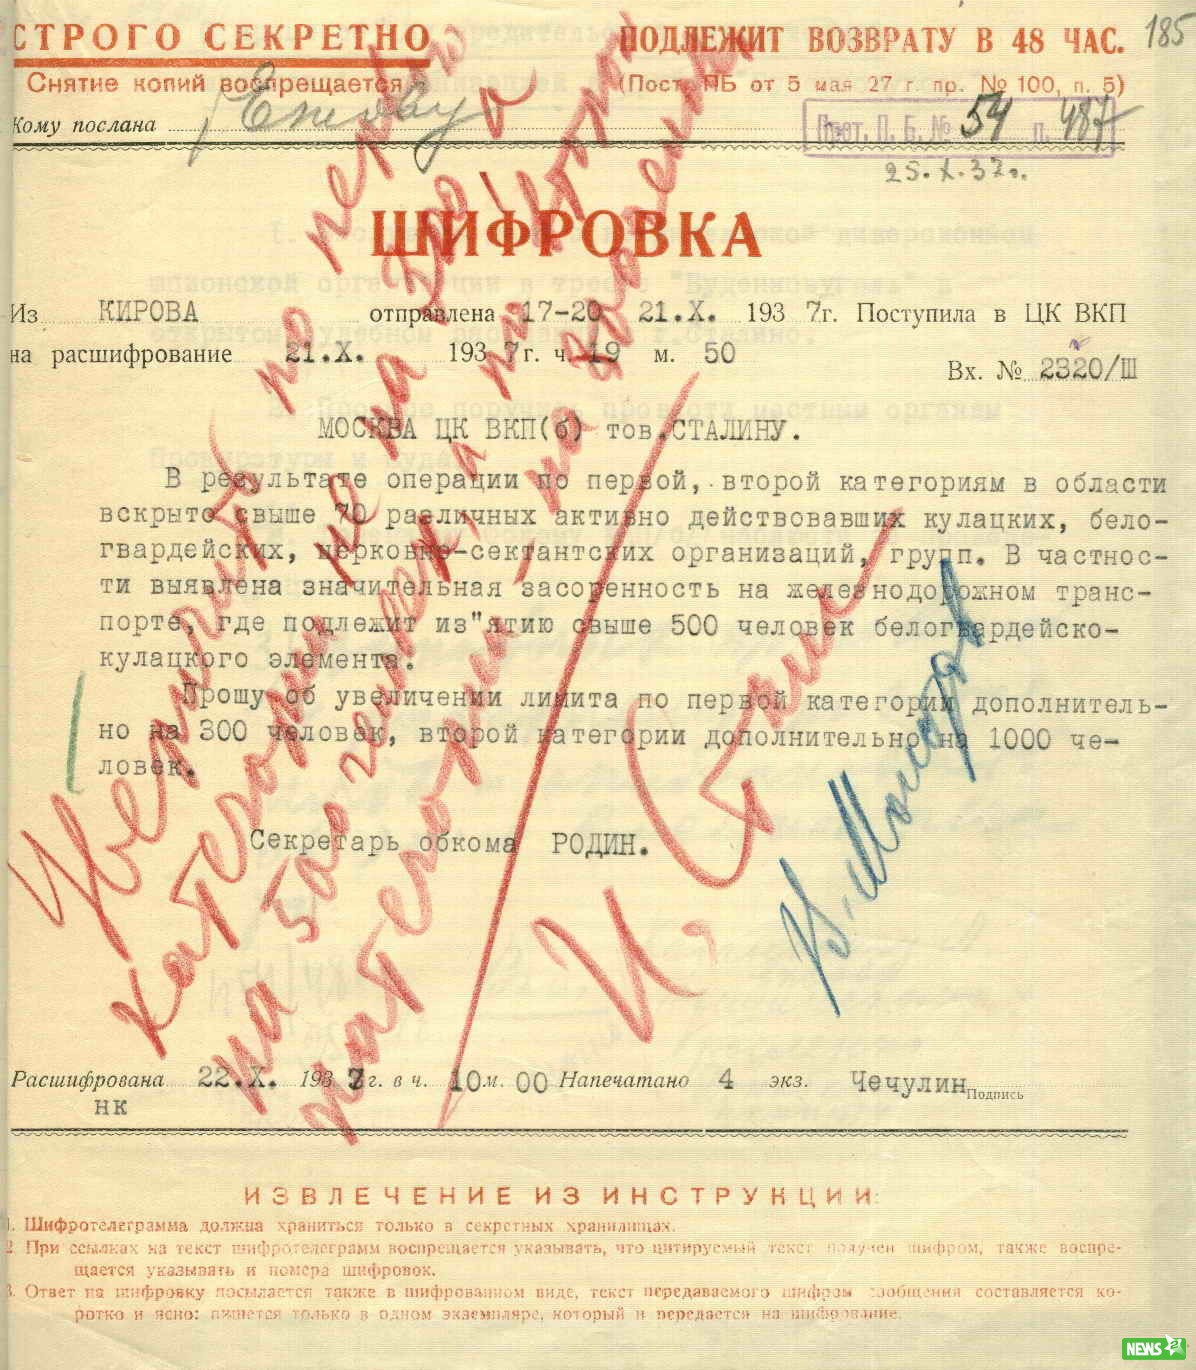 185
СТРОГО СЕКРЕТНО
ПОДЛЕЖИТ ВОЗВРАТУ В 48 ЧАС.
Снятие копий воспрещается
(Пост. ПБ от 5 мая 27 г. пр. № 100, п. 5)
Кому послана Ежову
Прот. П. Б. № 54 п. 487
25.X.37г.
ШИФРОВКА
Из КИРОВА отправлена 17-20 21.X. 1937г. Поступила в ЦК ВКП
на расшифрование 21.X. 1937г. ч. 19 м. 50
Вх. № 2320/Ш
МОСКВА ЦК ВКП(б) тов.СТАЛИНУ.
В результате операции по первой, второй категориям в области
вскрыто свыше 70 различных активно действовавших кулацких, бело-
гвардейских, церковно-сектантских организаций, групп. В частнос-
ти выявлена значительная засоренность на железнодорожном транс-
порте, где подлежит из"ятию свыше 500 человек белогвардейско-
кулацкого элемента.
Прошу об увеличении лимита по первой категории дополнитель-
но на 300 человек, второй категории дополнительно на 1000 че-
ловек.
Секретарь обкома РОДИН.
Увеличить по первой
категории не на 300, а
на 500 человек, а по второй
категории - на 800 человек
И. Сталин
В. Молотов
Расшифрована 22.X. 1937г. в ч. 10 м. 00 Напечатано 4 экз. Чечулин
Подпись
нк
ИЗВЛЕЧЕНИЕ ИЗ ИНСТРУКЦИИ:
1. Шифротелеграмма должна храниться только в секретных хранилищах.
2. При ссылках на текст шифротелеграмм воспрещается указывать, что цитируемый текст получен шифром, также воспре-
щается указывать и номера шифровок.
3. Ответ на шифровку посылается также в шифрованном виде, текст передаваемого шифром сообщения составляется ко-
ротко и ясно: пишется только в одном экземпляре, который и передается на шифрование.
NEWS